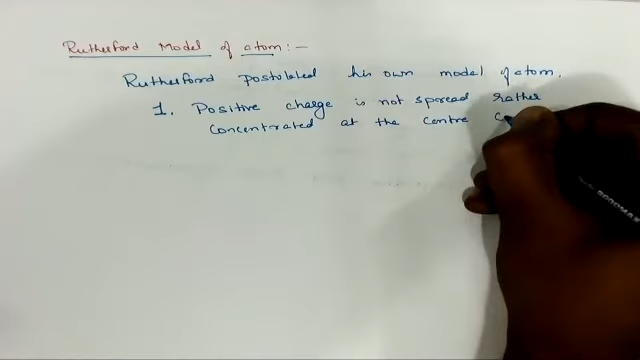 Rutherford Model of atom:-
Rutherford postulated his own model of atom.
1. Positive charge is not spread rather
concentrated at the centre